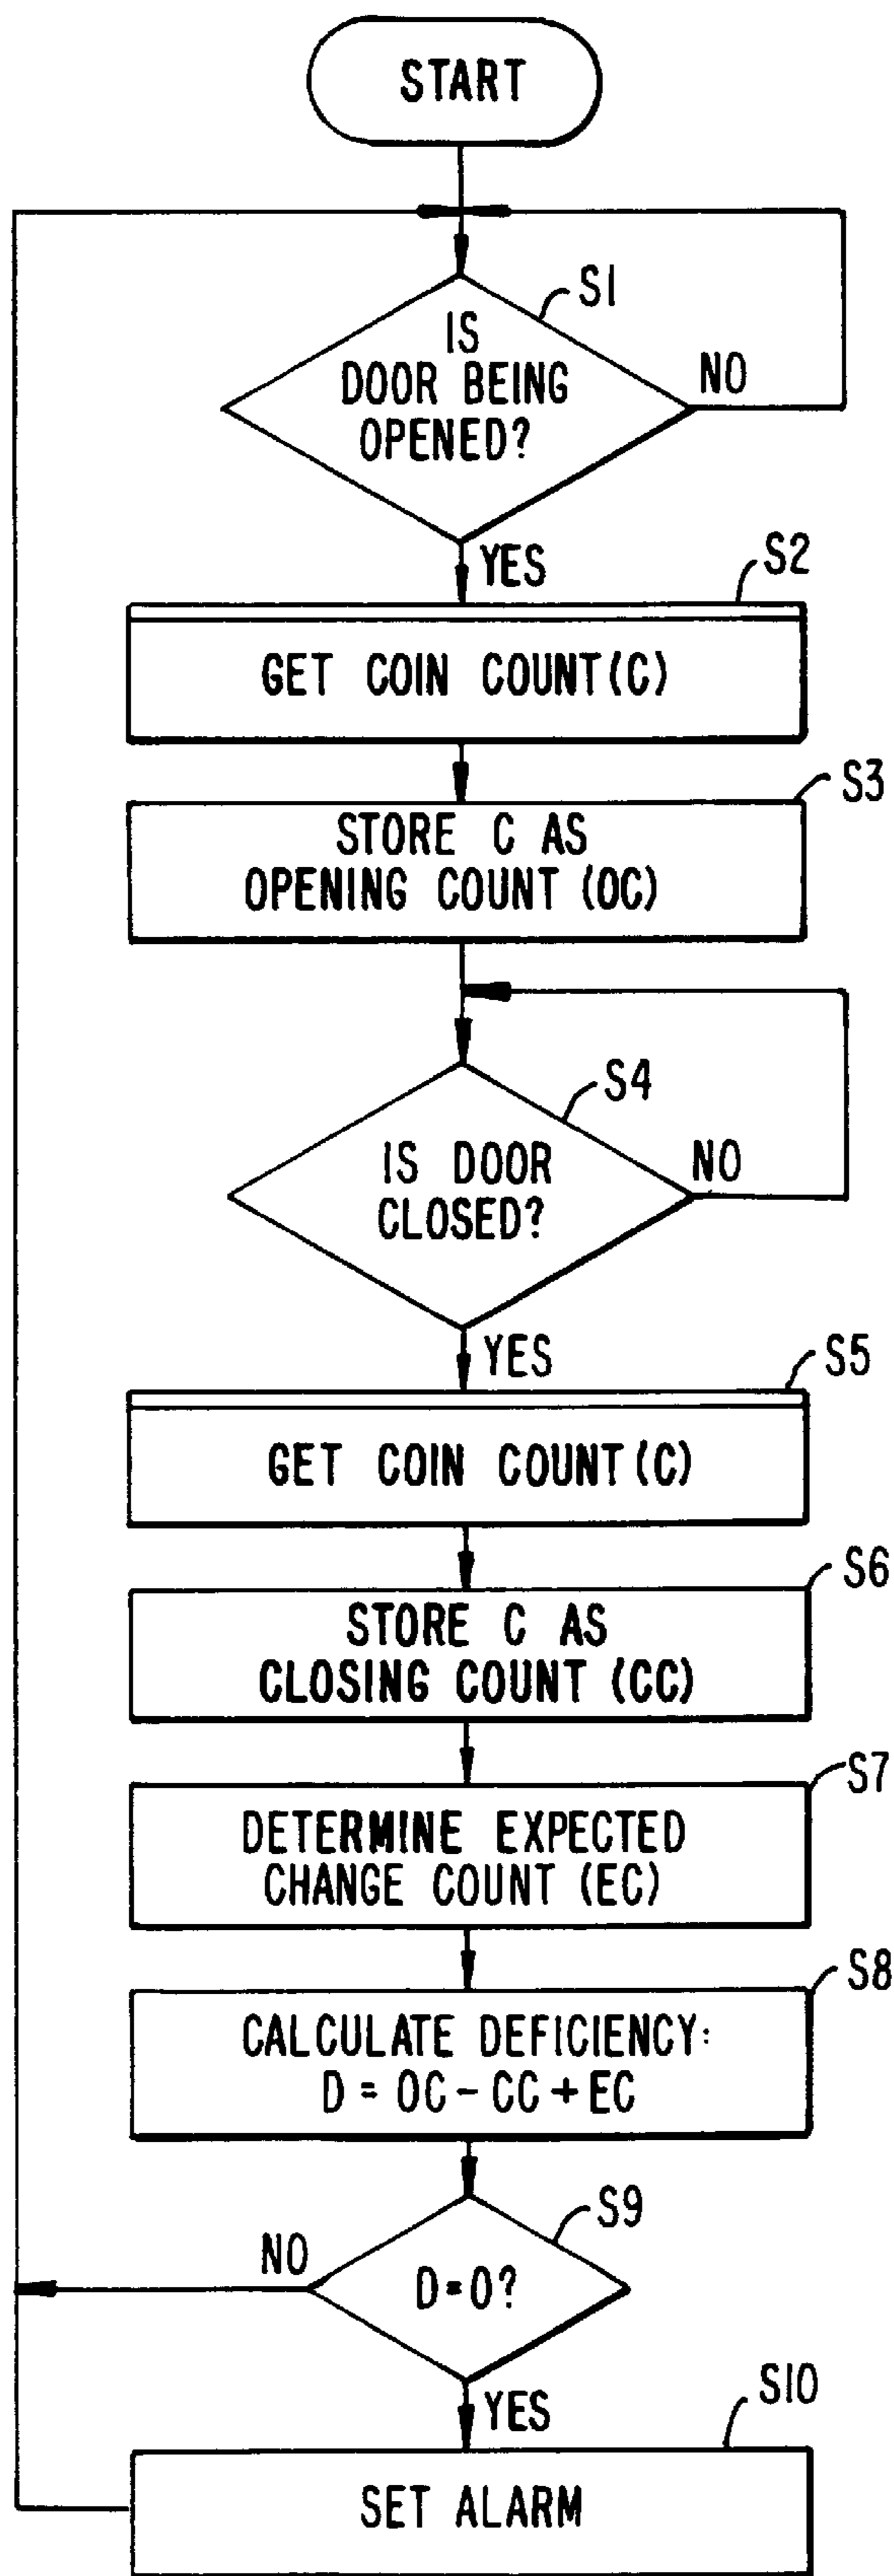 START
S1
IS
DOOR BEING
OPENED?
NO
YES
S2
GET COIN COUNT(C)
S3
STORE C AS
OPENING COUNT (OC)
S4
IS DOOR
CLOSED?
NO
YES
S5
GET COIN COUNT(C)
S6
STORE C AS
CLOSING COUNT (CC)
S7
DETERMINE EXPECTED
CHANGE COUNT (EC)
S8
CALCULATE DEFICIENCY:
D = OC - CC + EC
S9
NO
D=0?
YES
S10
SET ALARM